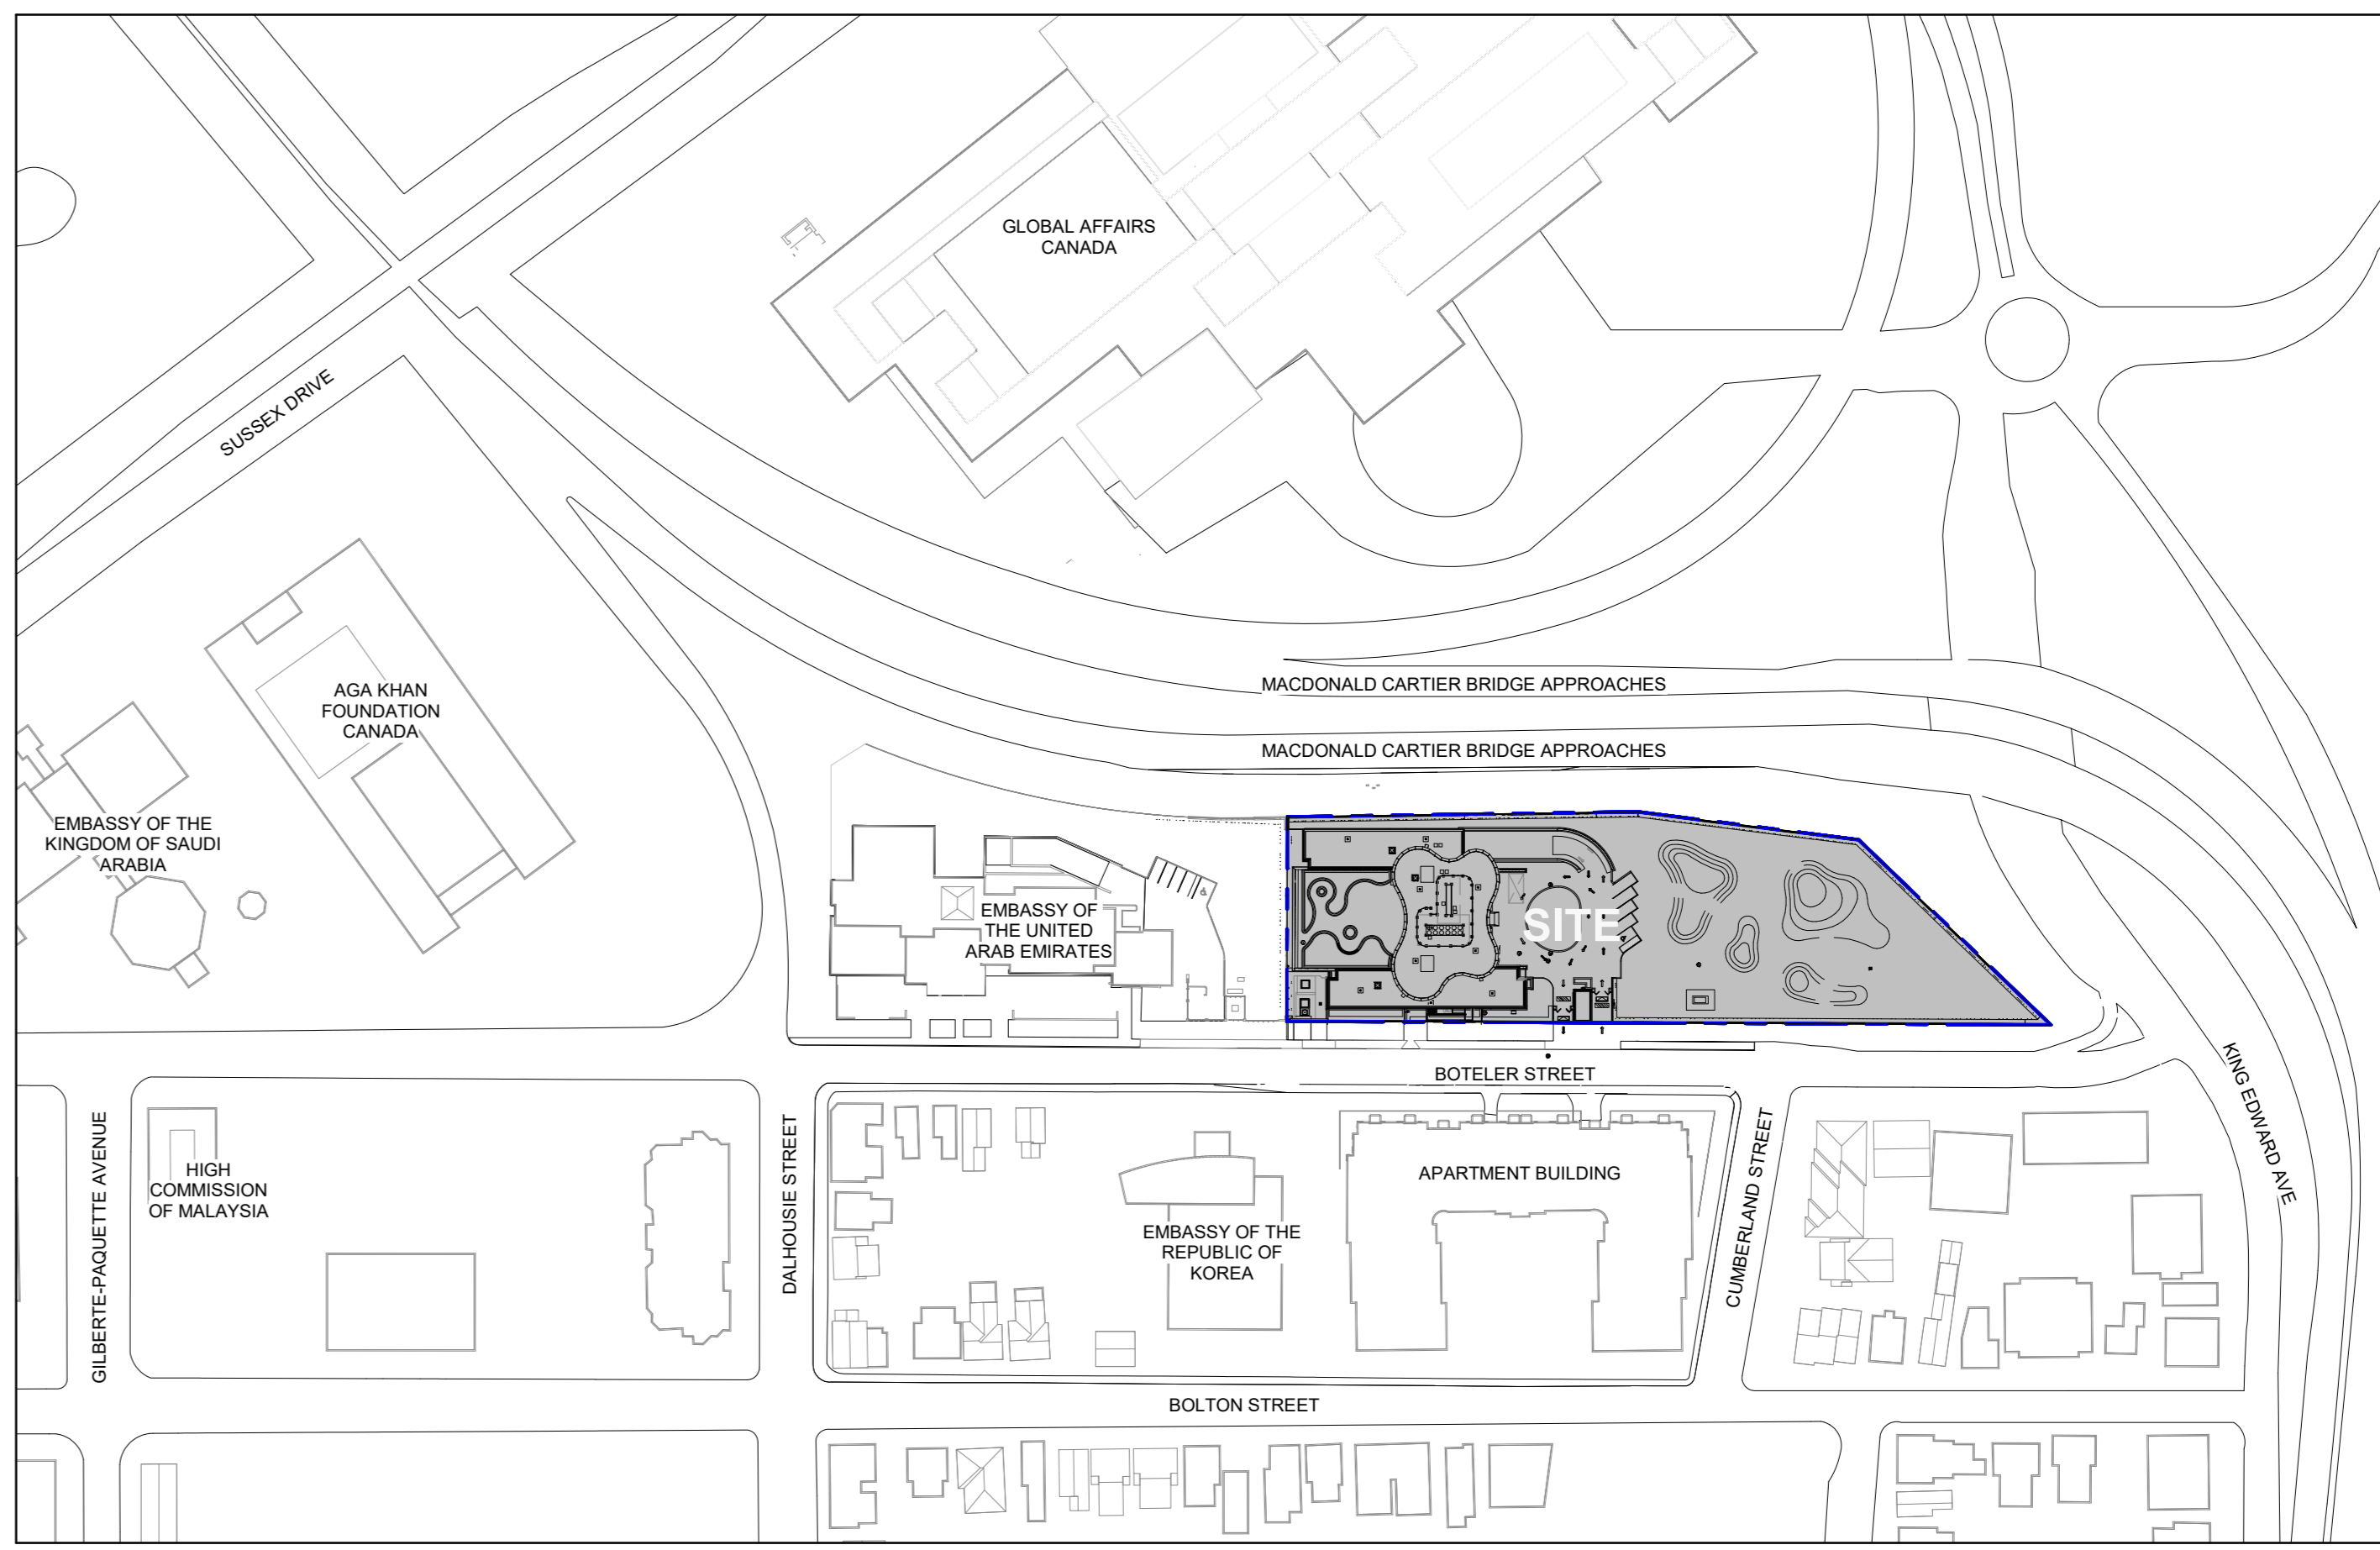 GLOBAL AFFAIRS
CANADA
SUSSEX DRIVE
AGA KHAN
FOUNDATION
CANADA
MACDONALD CARTIER BRIDGE APPROACHES
MACDONALD CARTIER BRIDGE APPROACHES
EMBASSY OF THE
KINGDOM OF SAUDI
ARABIA
EMBASSY OF
THE UNITED
ARAB EMIRATES
SITE
BOTELER STREET
KING EDWARD AVE
GILBERTE-PAQUETTE AVENUE
HIGH
COMMISSION
OF MALAYSIA
DALHOUSIE STREET
EMBASSY OF THE
REPUBLIC OF
KOREA
APARTMENT BUILDING
CUMBERLAND STREET
BOLTON STREET